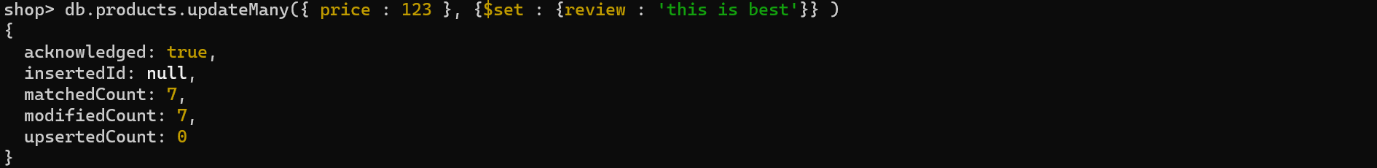 shop> db.products.updateMany({ price : 123 }, {$set : {review : 'this is best'}} )
{
  acknowledged: true,
  insertedId: null,
  matchedCount: 7,
  modifiedCount: 7,
  upsertedCount: 0
}